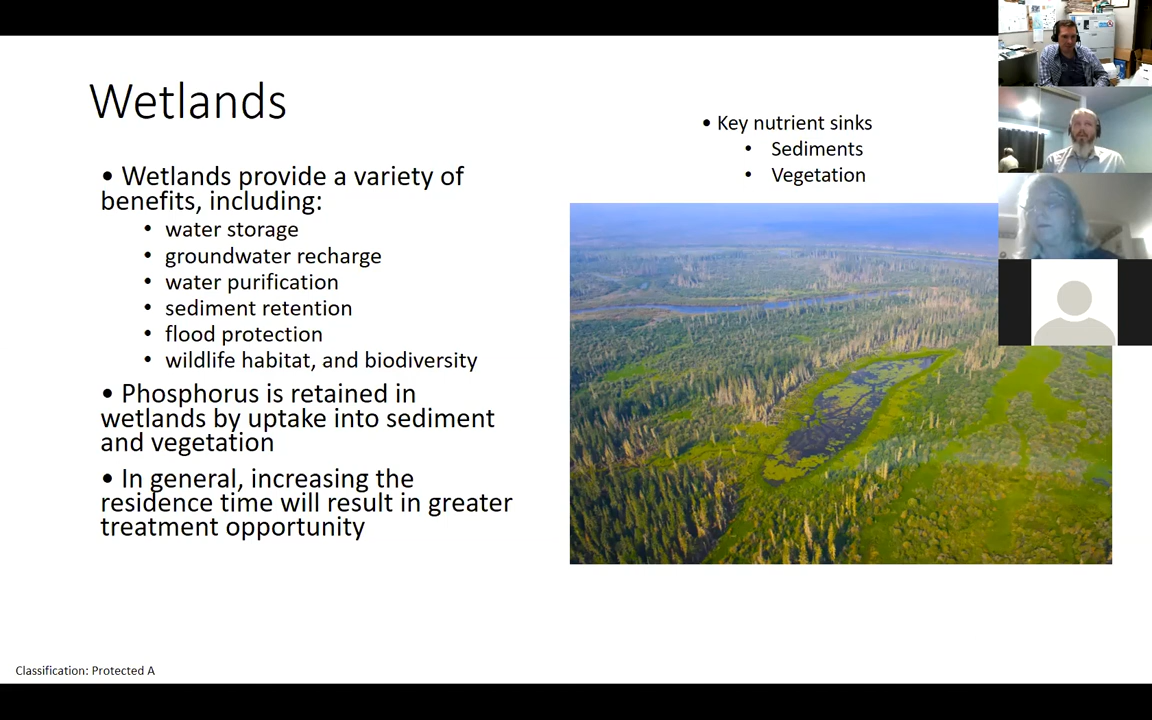 Wetlands
• Wetlands provide a variety of
benefits, including:
• water storage
• groundwater recharge
• water purification
• sediment retention
• flood protection
• wildlife habitat, and biodiversity
• Phosphorus is retained in
wetlands by uptake into sediment
and vegetation
• In general, increasing the
residence time will result in greater
treatment opportunity
• Key nutrient sinks
• Sediments
• Vegetation
Classification: Protected A